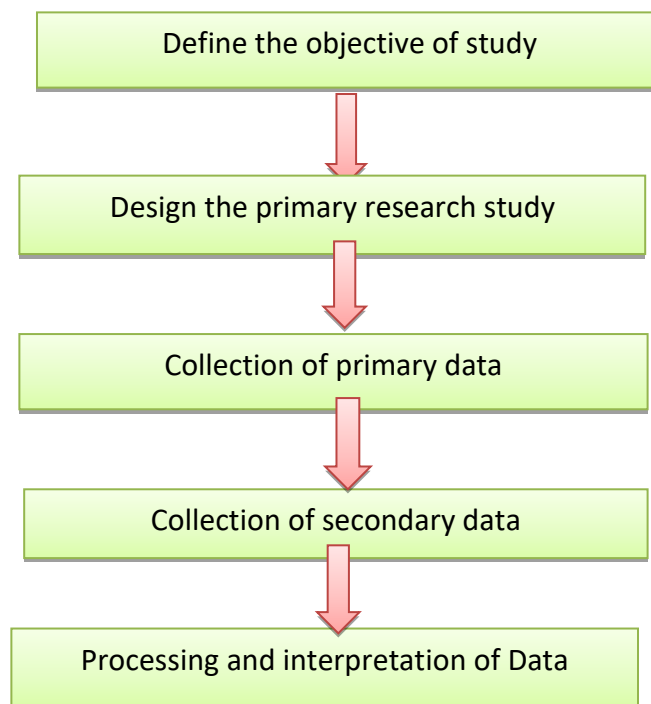 Define the objective of study
Design the primary research study
Collection of primary data
Collection of secondary data
Processing and interpretation of Data